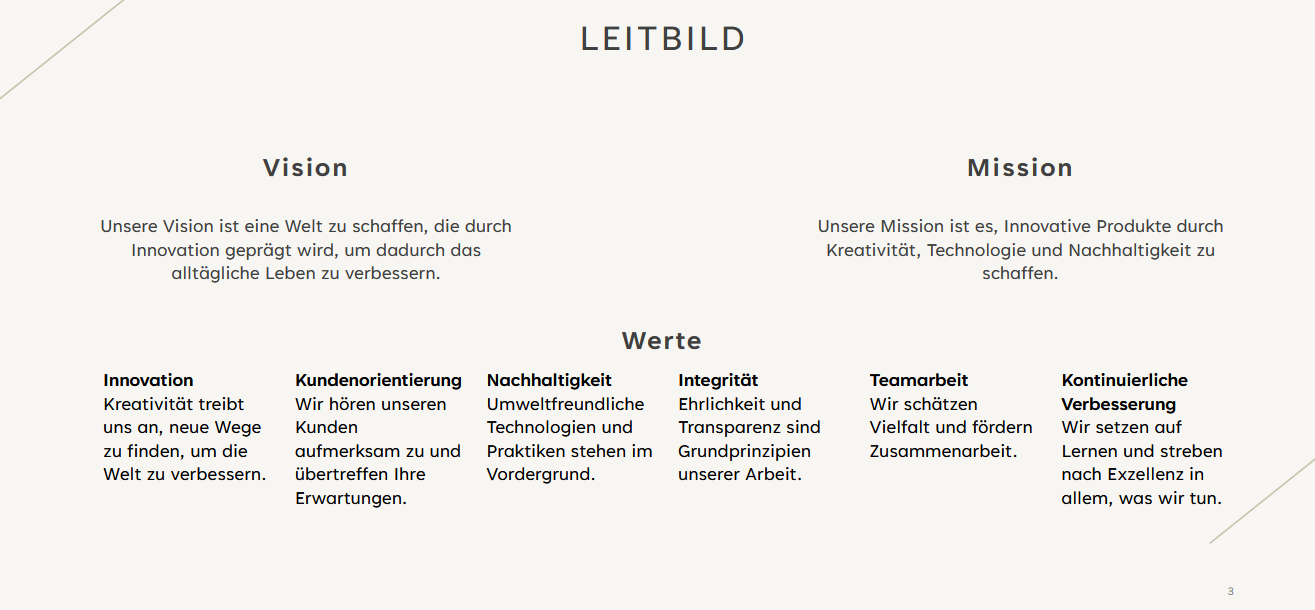 LEITBILD
Vision
Unsere Vision ist eine Welt zu schaffen, die durch
Innovation geprägt wird, um dadurch das
alltägliche Leben zu verbessern.
Mission
Unsere Mission ist es, Innovative Produkte durch
Kreativität, Technologie und Nachhaltigkeit zu
schaffen.
Werte
Innovation
Kreativität treibt
uns an, neue Wege
zu finden, um die
Welt zu verbessern.
Kundenorientierung
Wir hören unseren
Kunden
aufmerksam zu und
übertreffen Ihre
Erwartungen.
Nachhaltigkeit
Umweltfreundliche
Technologien und
Praktiken stehen im
Vordergrund.
Integrität
Ehrlichkeit und
Transparenz sind
Grundprinzipien
unserer Arbeit.
Teamarbeit
Wir schätzen
Vielfalt und fördern
Zusammenarbeit.
Kontinuierliche
Verbesserung
Wir setzen auf
Lernen und streben
nach Exzellenz in
allem, was wir tun.
3